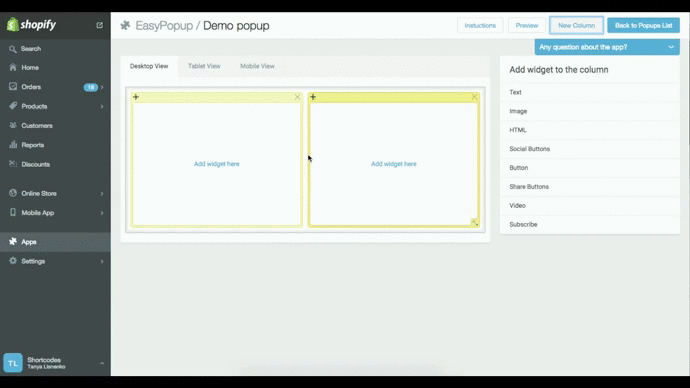 shopify
EasyPopup / Demo popup
Instuctions
Preview
New Column
Back to Popups List
Any question about the app?
Search
Home
Orders
18
Products
Customers
Reports
Discounts
Online Store
Mobile App
Apps
Settings
TL
Shortcodes
Tanya Lisnenko
Desktop View
Tablet View
Mobile View
Add widget here
Add widget here
Add widget to the column
Text
Image
HTML
Social Buttons
Button
Share Buttons
Video
Subscribe